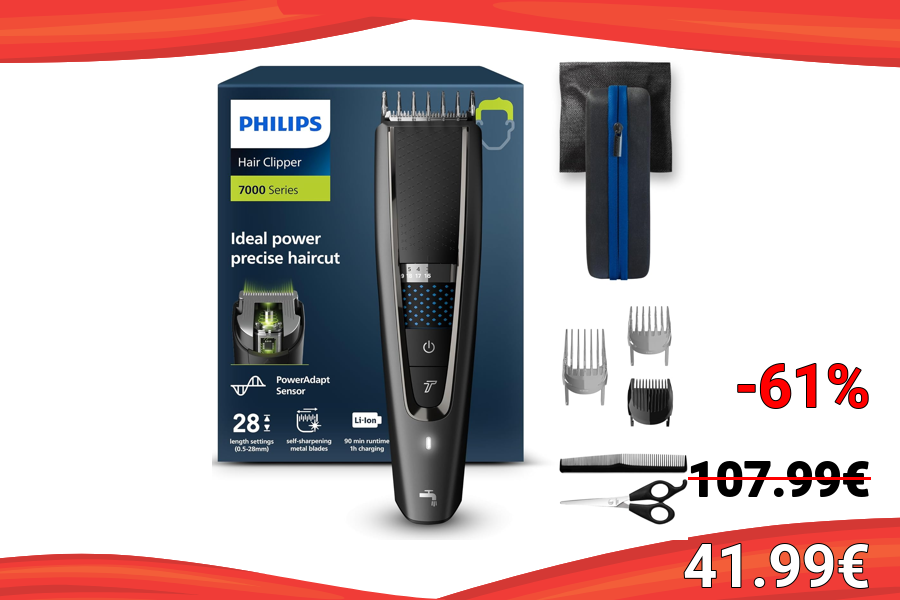 PHILIPS
Hair Clipper
7000 Series
Ideal power
precise haircut
PowerAdapt
Sensor
28
length settings
(0.5-28mm)
self-sharpening
metal blades
Li-Ion
90 min runtime
1h charging
-61%
107.99€
41.99€